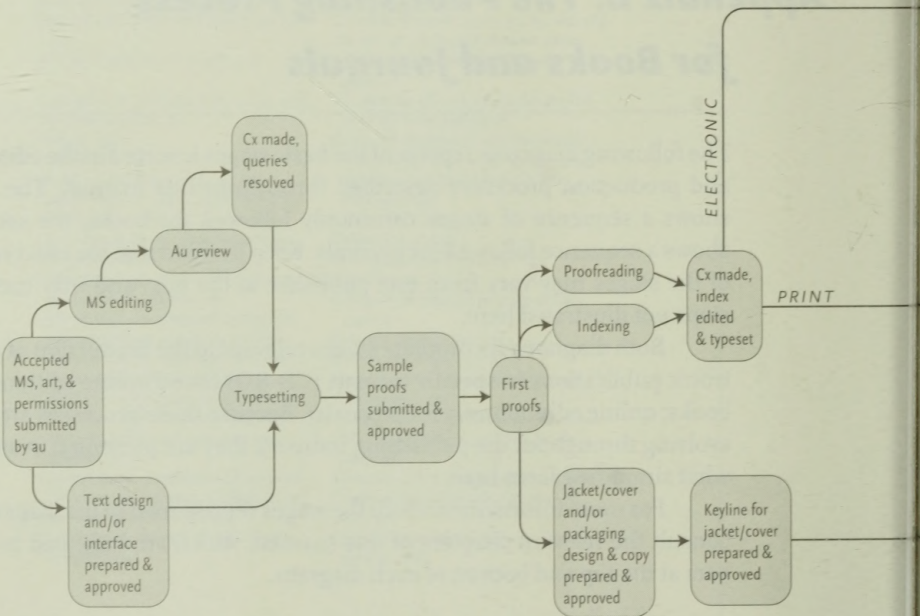 Accepted
MS, art, &
permissions
submitted
by au
MS editing
Au review
Cx made,
queries
resolved
Text design
and/or
interface
prepared &
approved
Typesetting
Sample
proofs
submitted &
approved
First
proofs
Proofreading
Indexing
Cx made,
index
edited
& typeset
ELECTRONIC
PRINT
Jacket/cover
and/or
packaging
design & copy
prepared &
approved
Keyline for
jacket/cover
prepared &
approved